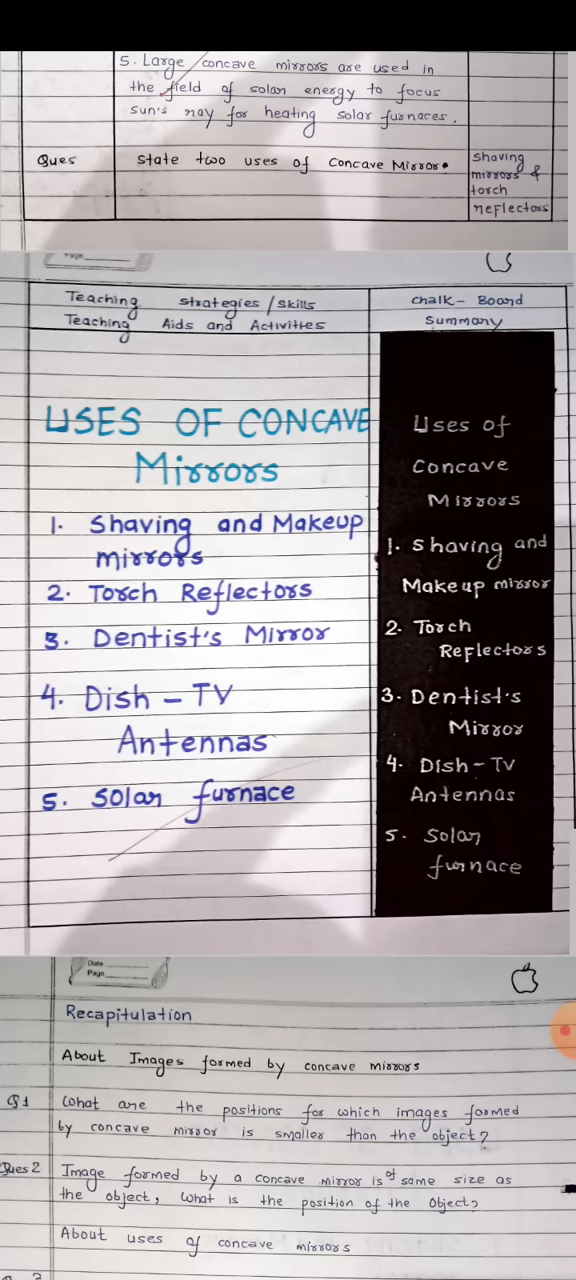 5. Large concave mirrors are used in
the field of solar energy to focus
sun's ray for heating solar furnaces.
Ques
State two uses of Concave Mirror.
Shaving
mirrors &
torch
reflectors
Page
Teaching Strategies / Skills
Teaching Aids and Activities
Chalk - Board
Summary
USES OF CONCAVE
Mirrors
1. Shaving and Makeup
mirrors
2. Torch Reflectors
3. Dentist's Mirror
4. Dish - TV
Antennas
5. Solar furnace
Uses of
Concave
Mirrors
1. Shaving and
Makeup mirror
2. Torch
Reflectors
3. Dentist's
Mirror
4. Dish - TV
Antennas
5. Solar
furnace
Date
Page
Recapitulation
About Images formed by concave mirrors
Q1 What are the positions for which images formed
by concave mirror is smaller than the object?
Ques 2 Image formed by a concave mirror is of same size as
the object, what is the position of the Object?
About uses of concave mirrors